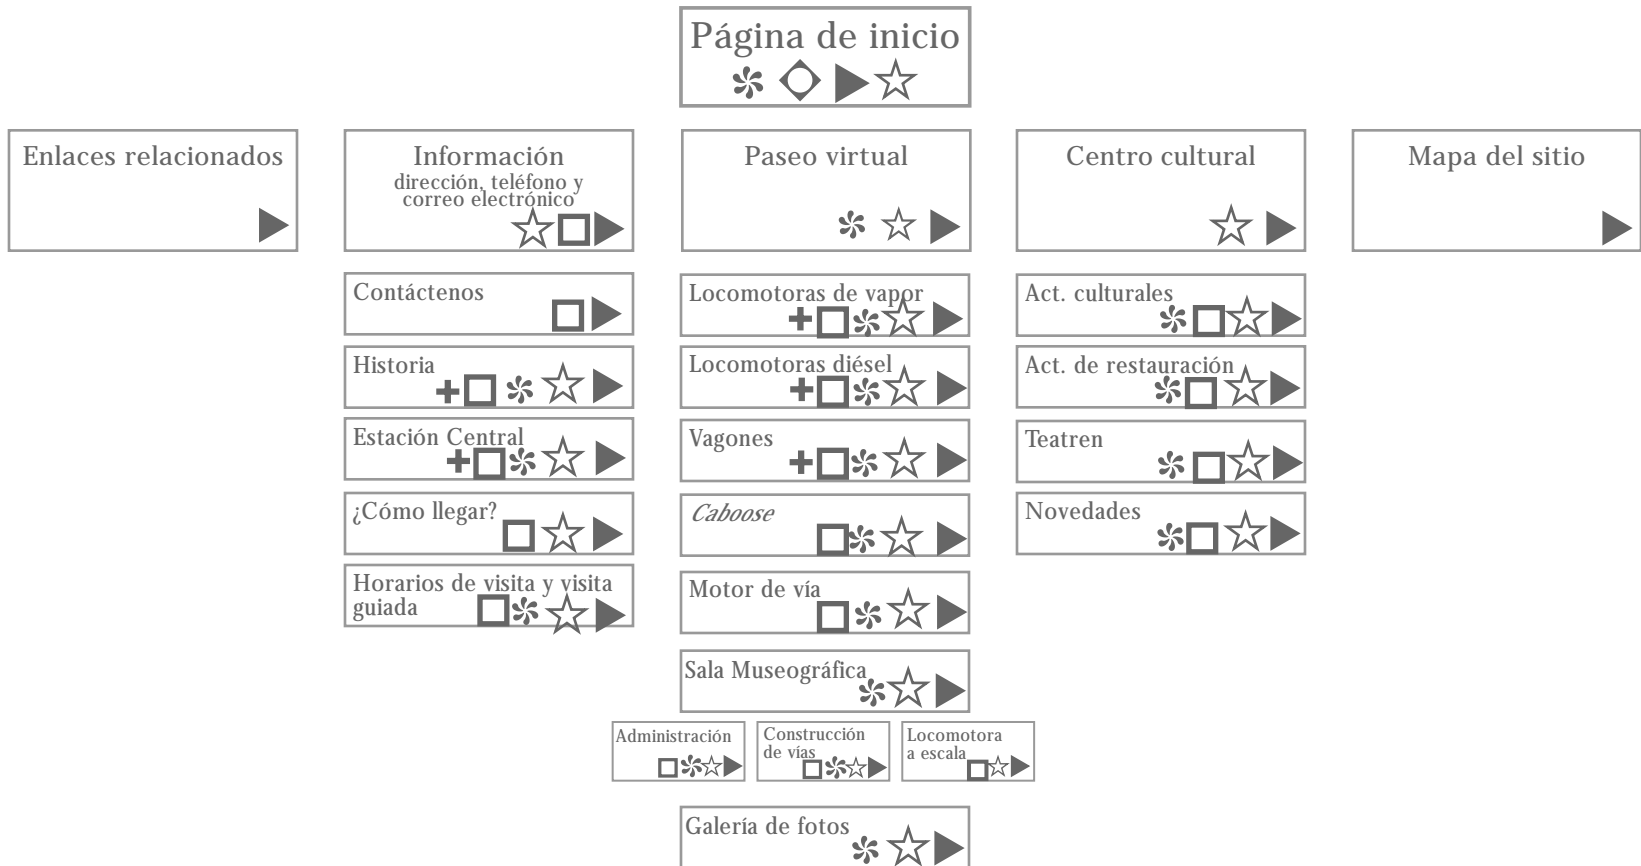 Página de inicio
Enlaces relacionados
Información
dirección, teléfono y
correo electrónico
Paseo virtual
Centro cultural
Mapa del sitio
Contáctenos
Historia
Estación Central
¿Cómo llegar?
Horarios de visita y visita
guiada
Locomotoras de vapor
Locomotoras diésel
Vagones
Caboose
Motor de vía
Sala Museográfica
Administración
Construcción
de vías
Locomotora
a escala
Galería de fotos
Act. culturales
Act. de restauración
Teatren
Novedades